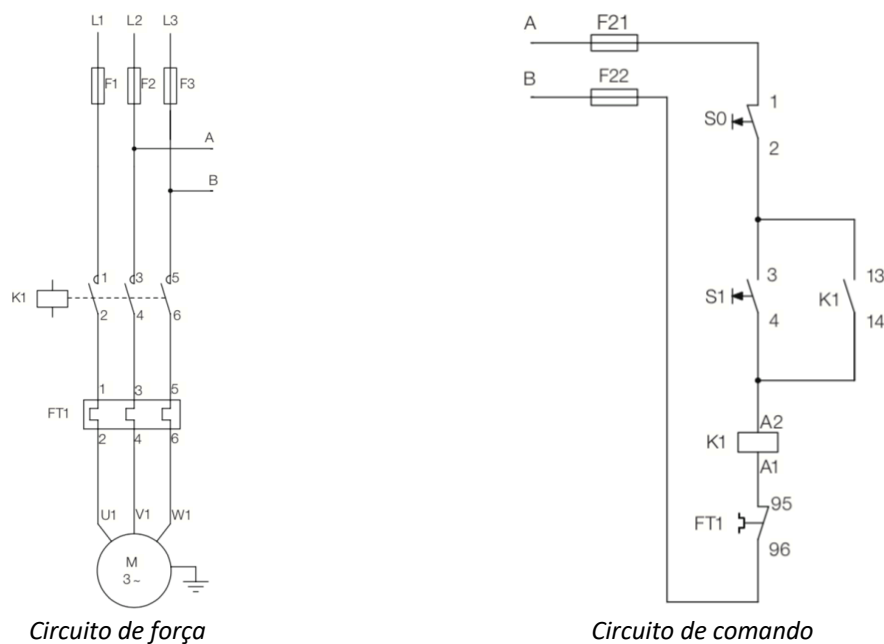 L1 L2 L3
F1 F2 F3
A
B
K1
1 3 5
2 4 6
1 3 5
FT1
2 4 6
U1 V1 W1
M
3~
Circuito de força
A F21
B F22
1
S0
2
3 13
S1 K1
4 14
A2
K1
A1
95
FT1
96
Circuito de comando